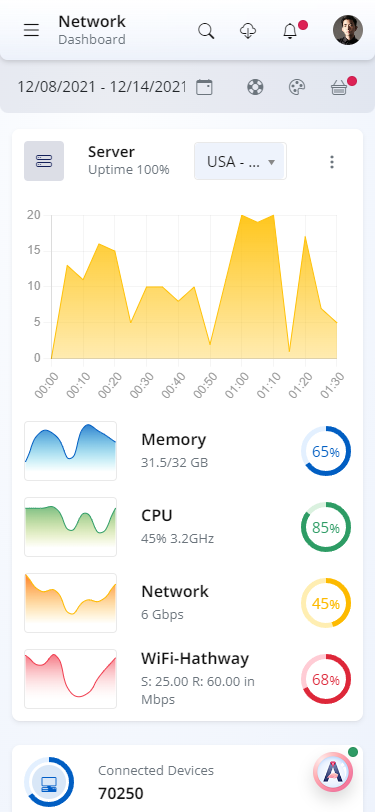 Network
Dashboard
12/08/2021 - 12/14/2021
Server
Uptime 100%
USA - ...
20
15
10
5
0
00:00
00:10
00:20
00:30
00:40
00:50
01:00
01:10
01:20
01:30
Memory
31.5/32 GB
65%
CPU
45% 3.2GHz
85%
Network
6 Gbps
45%
WiFi-Hathway
S: 25.00 R: 60.00 in
Mbps
68%
Connected Devices
70250